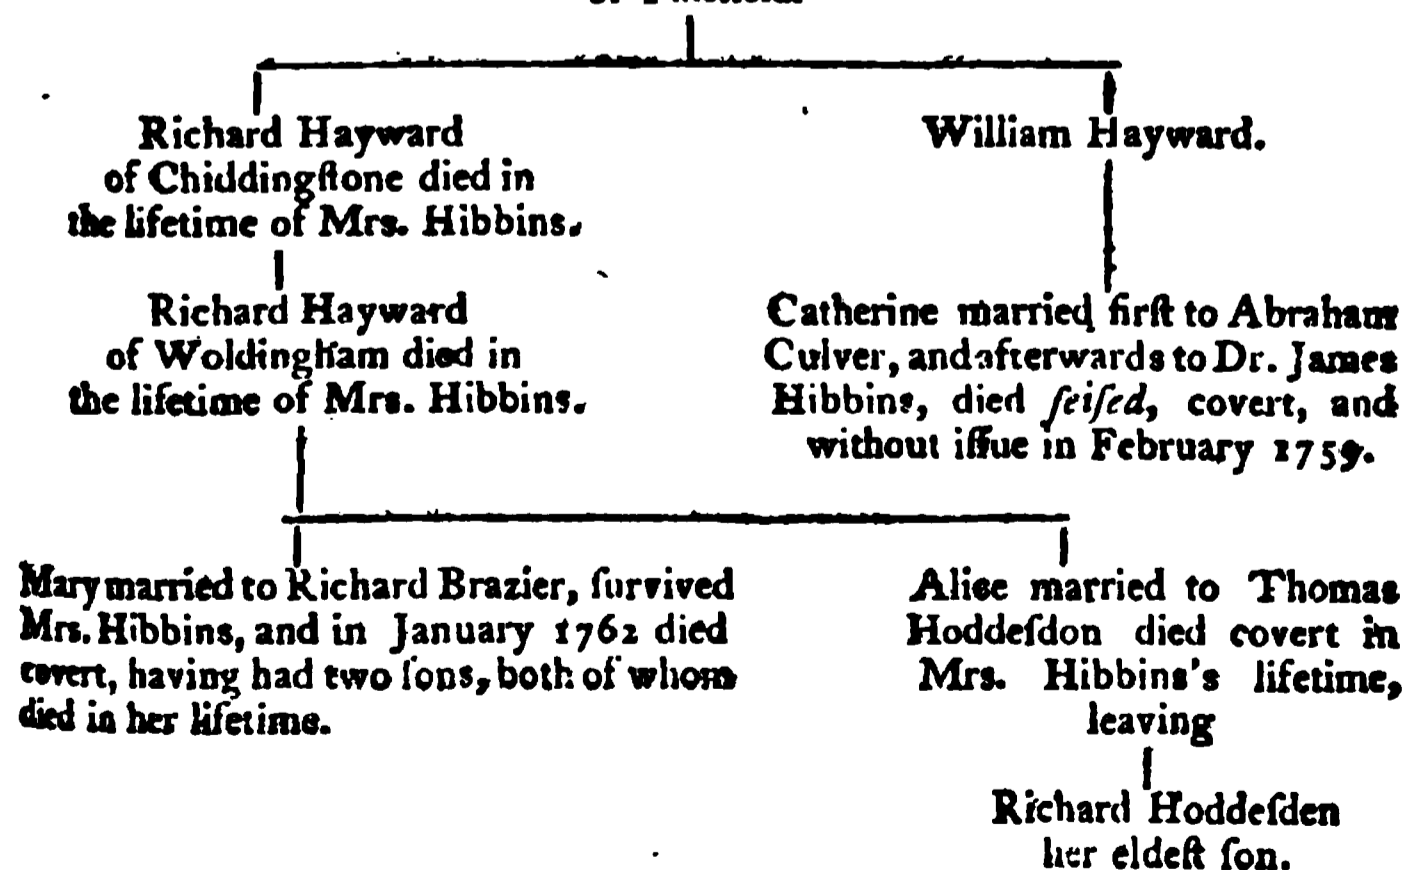 Richard Hayward
of Chiddingſtone died in
the lifetime of Mrs. Hibbins.
William Hayward.
Richard Hayward
of Woldingham died in
the lifetime of Mrs. Hibbins.
Catherine married firſt to Abraham
Culver, and afterwards to Dr. James
Hibbins, died ſeiſed, covert, and
without iſſue in February 1759.
Mary married to Richard Brazier, ſurvived
Mrs. Hibbins, and in January 1762 died
covert, having had two ſons, both of whom
died in her lifetime.
Alice married to Thomas
Hoddeſdon died covert in
Mrs. Hibbins's lifetime,
leaving
Richard Hoddeſden
her eldeſt ſon.